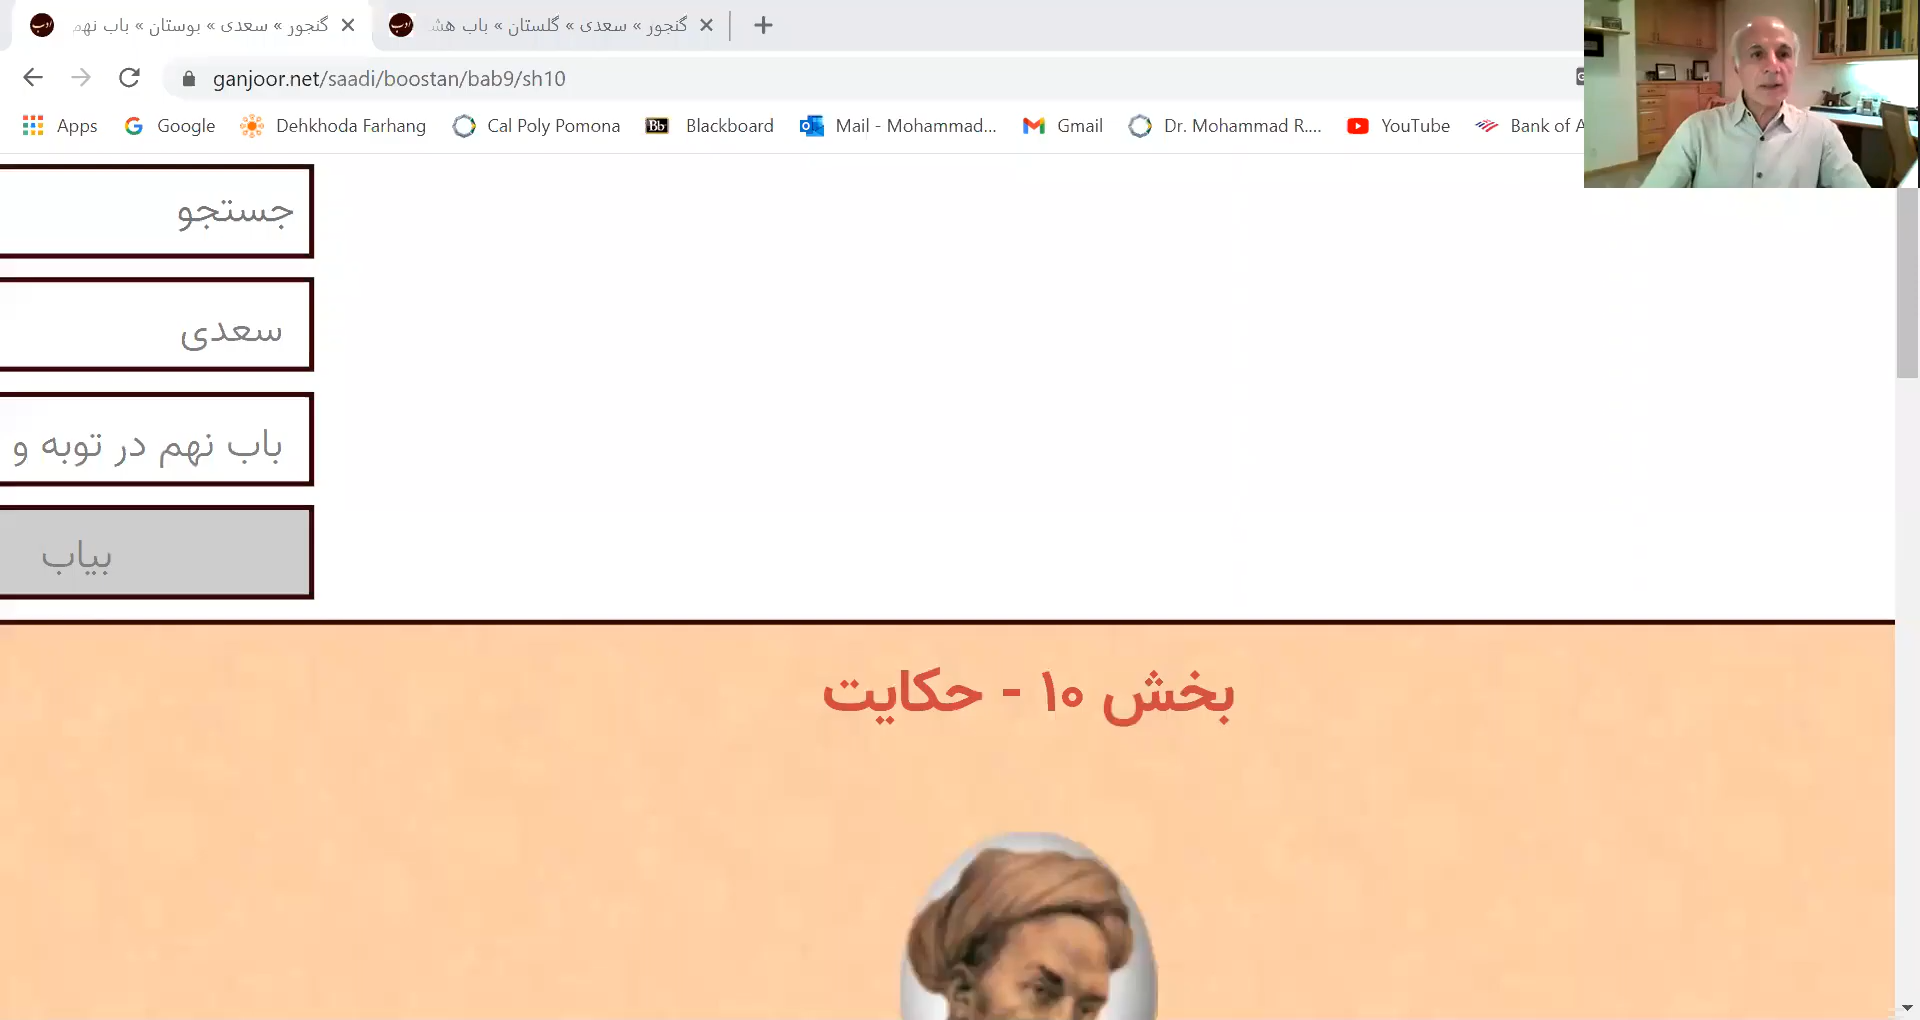 گنجور » سعدی » بوستان » باب نهم
گنجور » سعدی » گلستان » باب هش
ganjoor.net/saadi/boostan/bab9/sh10
Apps
Google
Dehkhoda Farhang
Cal Poly Pomona
Bb
Blackboard
Mail - Mohammad...
Gmail
Dr. Mohammad R....
YouTube
Bank of A
جستجو
سعدی
باب نهم در توبه و
بیاب
بخش ۱۰ - حکایت